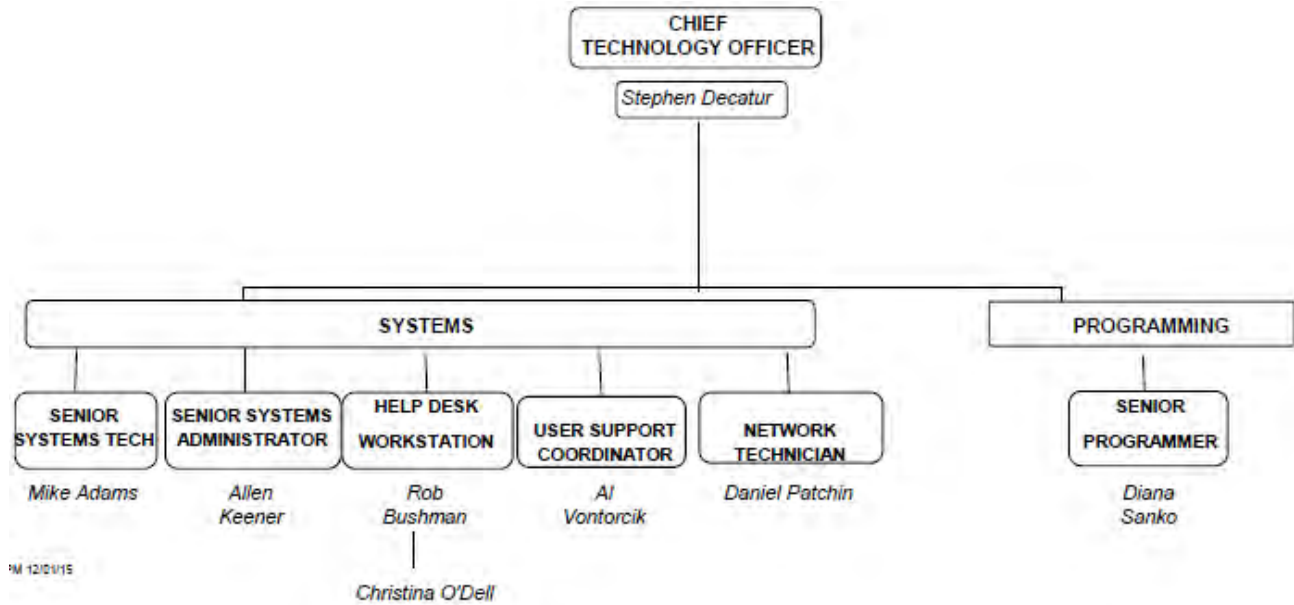 CHIEF
TECHNOLOGY OFFICER
Stephen Decatur
SYSTEMS
PROGRAMMING
SENIOR
SYSTEMS TECH
SENIOR SYSTEMS
ADMINISTRATOR
HELP DESK
WORKSTATION
USER SUPPORT
COORDINATOR
NETWORK
TECHNICIAN
SENIOR
PROGRAMMER
Mike Adams
Allen
Keener
Rob
Bushman
Al
Vontorcik
Daniel Patchin
Diana
Sanko
PM 12/01/15
Christina O'Dell